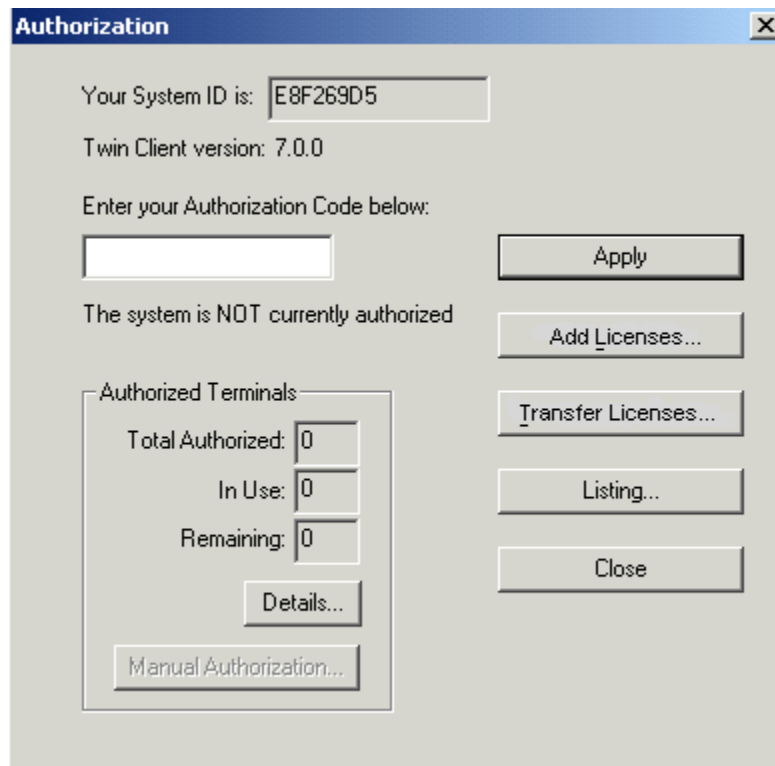 Authorization
Your System ID is: E8F269D5
Twin Client version: 7.0.0
Enter your Authorization Code below:
Apply
The system is NOT currently authorized
Add Licenses...
Authorized Terminals
Transfer Licenses...
Total Authorized: 0
In Use: 0
Listing...
Remaining: 0
Close
Details...
Manual Authorization...